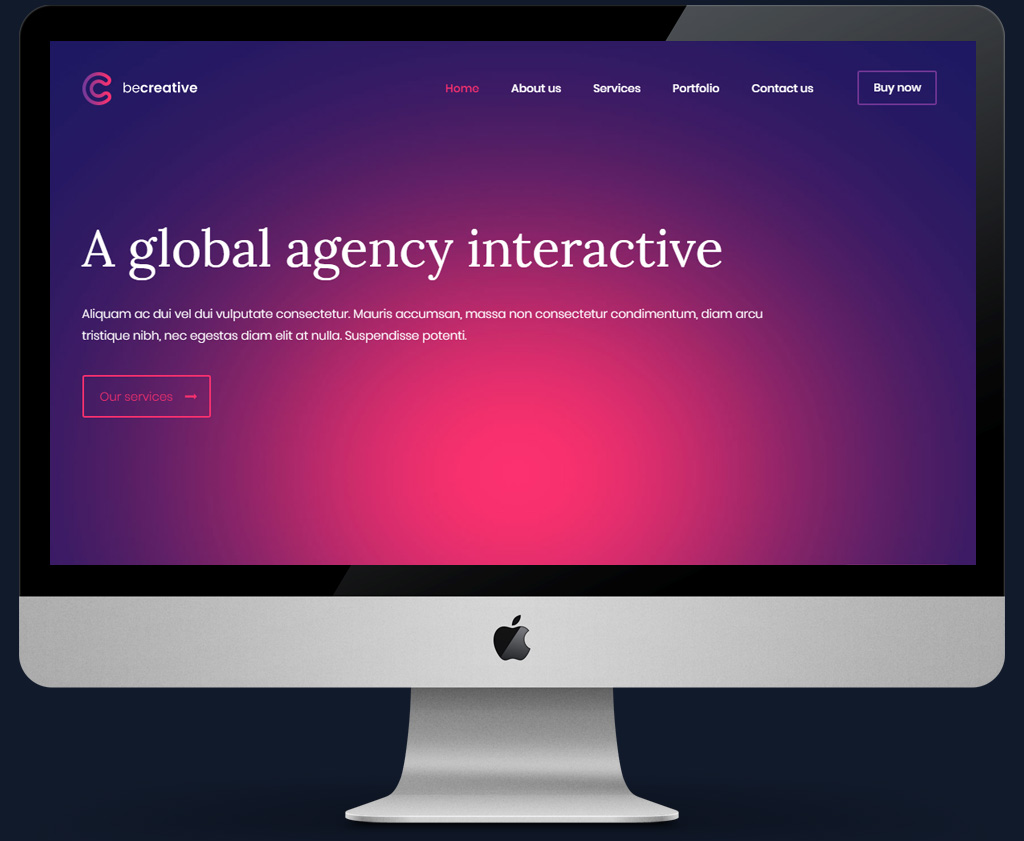 becreative
Home
About us
Services
Portfolio
Contact us
Buy now
A global agency interactive
Aliquam ac dui vel dui vulputate consectetur. Mauris accumsan, massa non consectetur condimentum, diam arcu
tristique nibh, nec egestas diam elit at nulla. Suspendisse potenti.
Our services